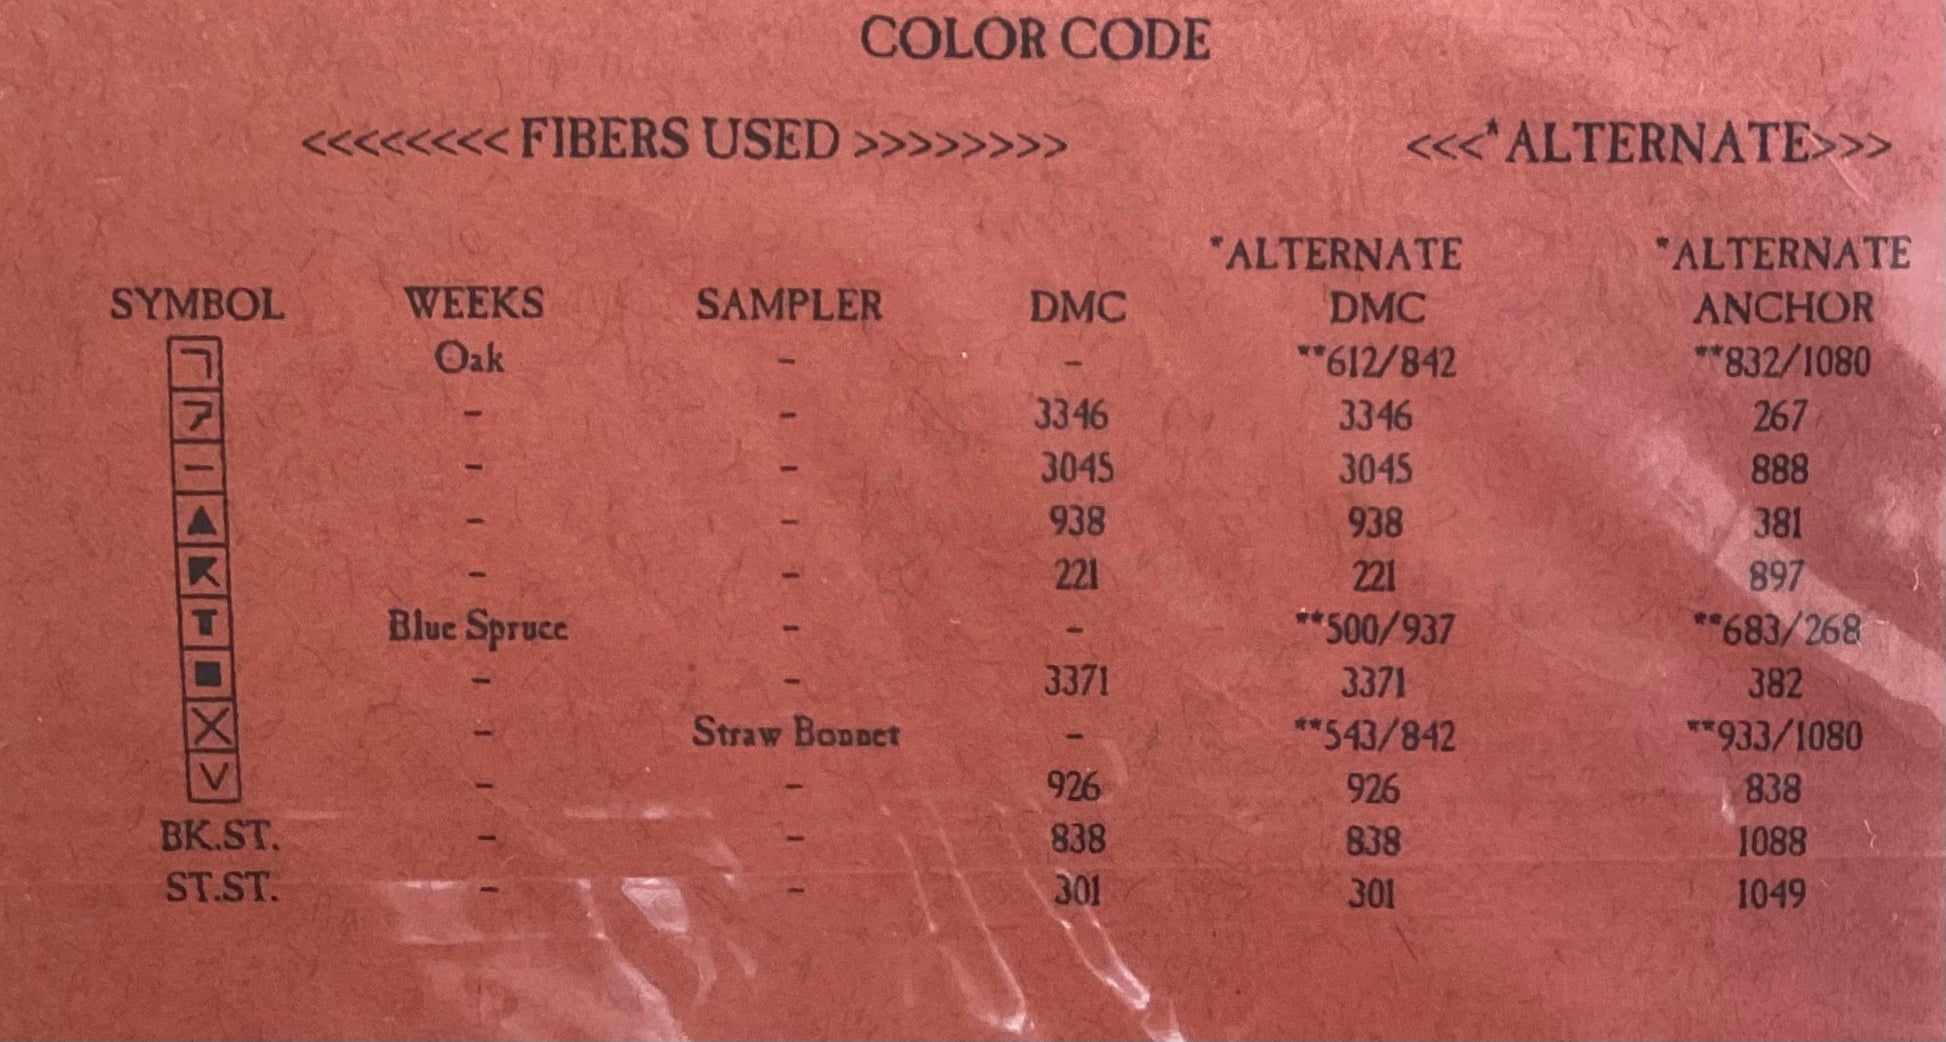 COLOR CODE
<<<<<<<< FIBERS USED >>>>>>>> <<<*ALTERNATE>>>
*ALTERNATE *ALTERNATE
SYMBOL WEEKS SAMPLER DMC DMC ANCHOR
Oak - - **612/842 **832/1080
- - 3346 3346 267
- - - 3045 3045 888
▲ - - 938 938 381
- - 221 221 897
T Blue Spruce - - **500/937 **683/268
■ - - 3371 3371 382
X - Straw Bonnet - **543/842 **933/1080
V - - 926 926 838
BK.ST. - - 838 838 1088
ST.ST. - - 301 301 1049